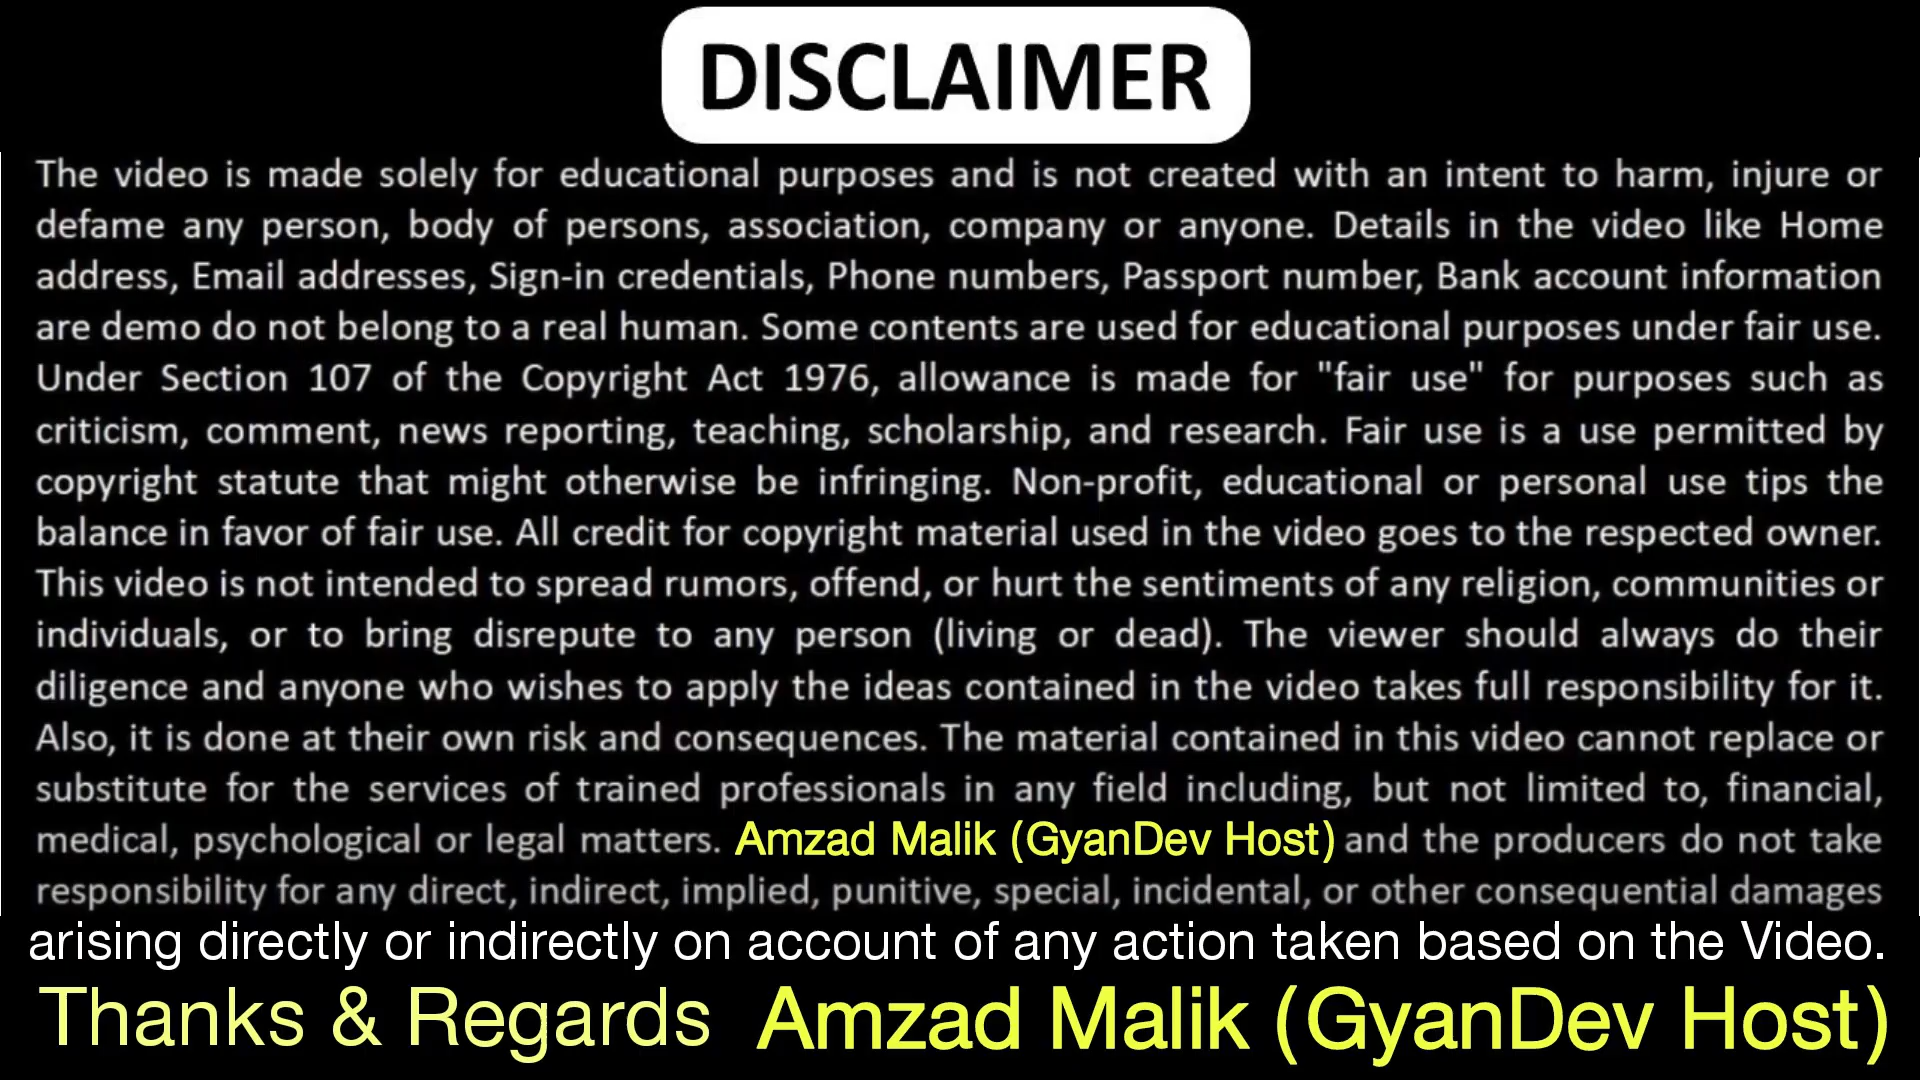 DISCLAIMER
The video is made solely for educational purposes and is not created with an intent to harm, injure or
defame any person, body of persons, association, company or anyone. Details in the video like Home
address, Email addresses, Sign-in credentials, Phone numbers, Passport number, Bank account information
are demo do not belong to a real human. Some contents are used for educational purposes under fair use.
Under Section 107 of the Copyright Act 1976, allowance is made for "fair use" for purposes such as
criticism, comment, news reporting, teaching, scholarship, and research. Fair use is a use permitted by
copyright statute that might otherwise be infringing. Non-profit, educational or personal use tips the
balance in favor of fair use. All credit for copyright material used in the video goes to the respected owner.
This video is not intended to spread rumors, offend, or hurt the sentiments of any religion, communities or
individuals, or to bring disrepute to any person (living or dead). The viewer should always do their
diligence and anyone who wishes to apply the ideas contained in the video takes full responsibility for it.
Also, it is done at their own risk and consequences. The material contained in this video cannot replace or
substitute for the services of trained professionals in any field including, but not limited to, financial,
medical, psychological or legal matters. Amzad Malik (GyanDev Host) and the producers do not take
responsibility for any direct, indirect, implied, punitive, special, incidental, or other consequential damages
arising directly or indirectly on account of any action taken based on the Video.
Thanks & Regards Amzad Malik (GyanDev Host)